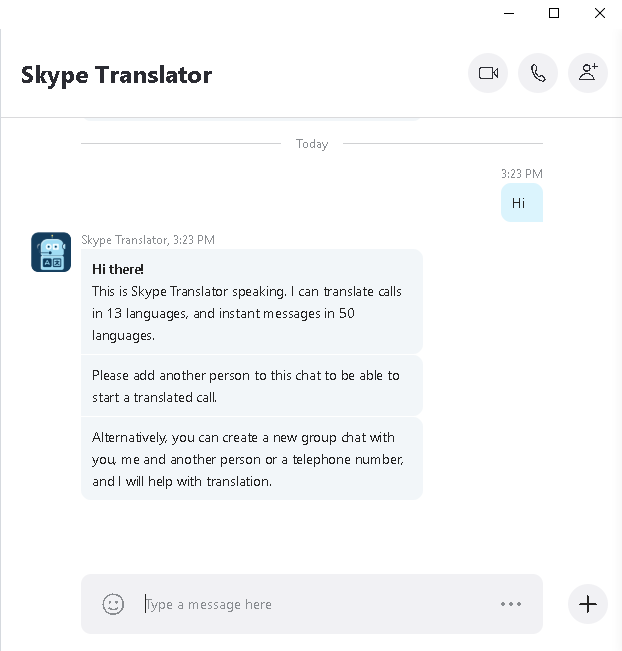 Skype Translator
Today
3:23 PM
Hi
Skype Translator, 3:23 PM
Hi there!
This is Skype Translator speaking. I can translate calls
in 13 languages, and instant messages in 50
languages.
Please add another person to this chat to be able to
start a translated call.
Alternatively, you can create a new group chat with
you, me and another person or a telephone number,
and I will help with translation.
Type a message here